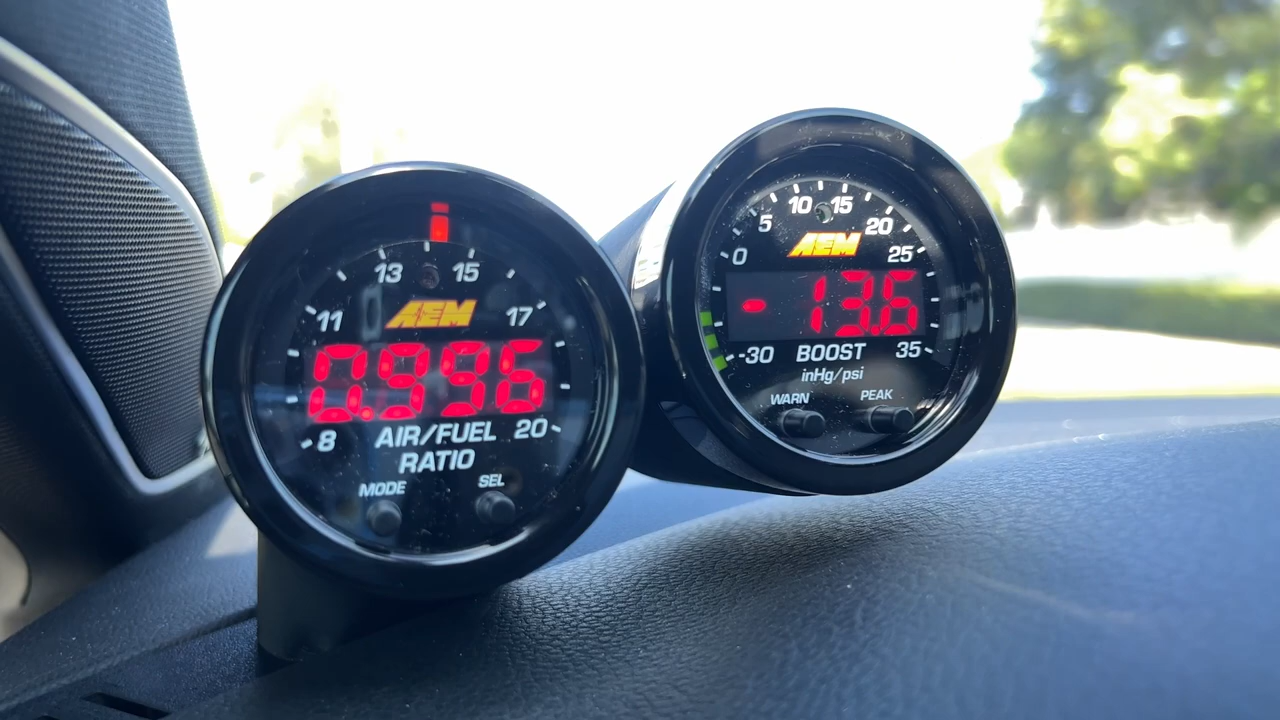 13 15
11 17
AEM
0.996
8 20
AIR/FUEL
RATIO
MODE SEL
10 15
5 20
AEM
0 25
- 13.6
-30 BOOST 35
inHg/psi
WARN PEAK